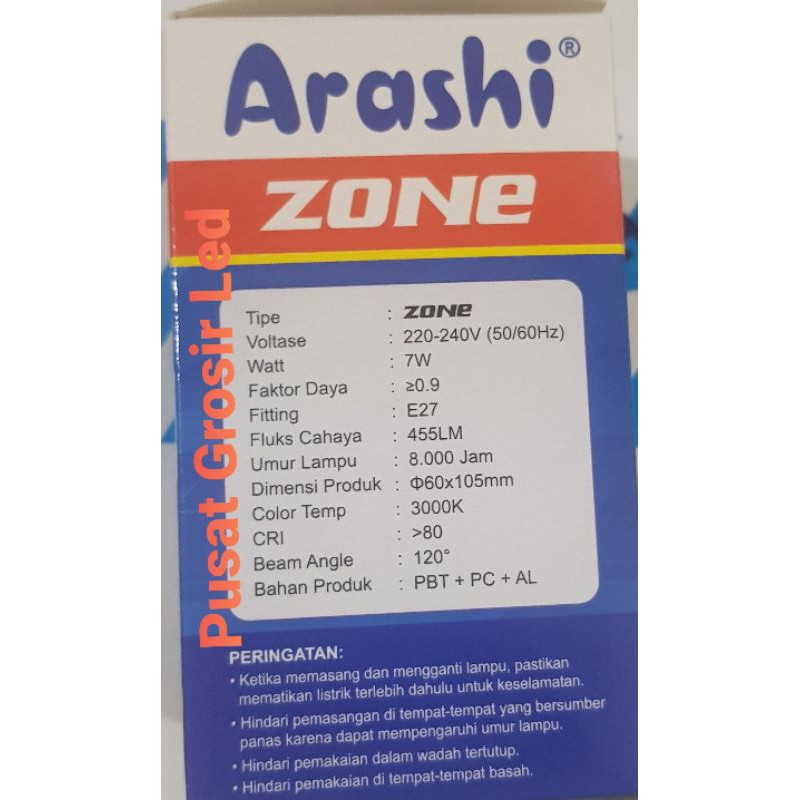 Arashi®
ZONE
Tipe : ZONE
Voltase : 220-240V (50/60Hz)
Watt : 7W
Faktor Daya : ≥0.9
Fitting : E27
Fluks Cahaya : 455LM
Umur Lampu : 8.000 Jam
Dimensi Produk : Φ60x105mm
Color Temp : 3000K
CRI : >80
Beam Angle : 120°
Bahan Produk : PBT + PC + AL
PERINGATAN:
• Ketika memasang dan mengganti lampu, pastikan
mematikan listrik terlebih dahulu untuk keselamatan.
• Hindari pemasangan di tempat-tempat yang bersumber
panas karena dapat mempengaruhi umur lampu.
• Hindari pemakaian dalam wadah tertutup.
• Hindari pemakaian di tempat-tempat basah.
Pusat Grosir Led